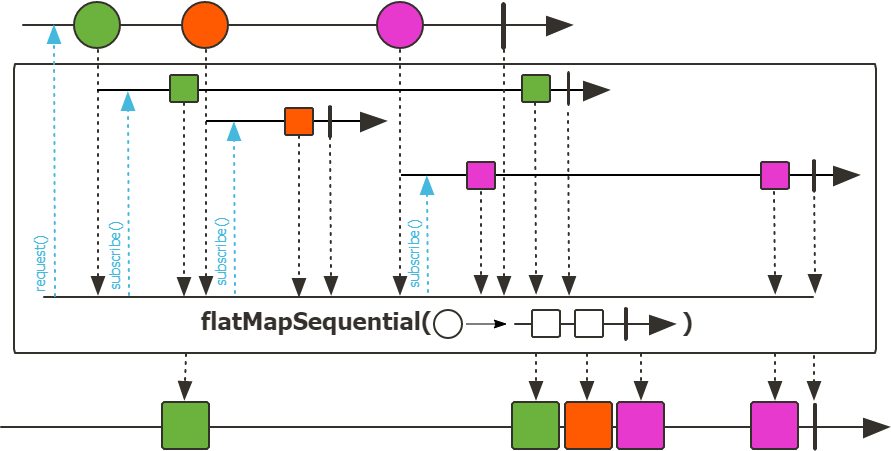 request()
subscribe()
subscribe()
subscribe()
flatMapSequential( )